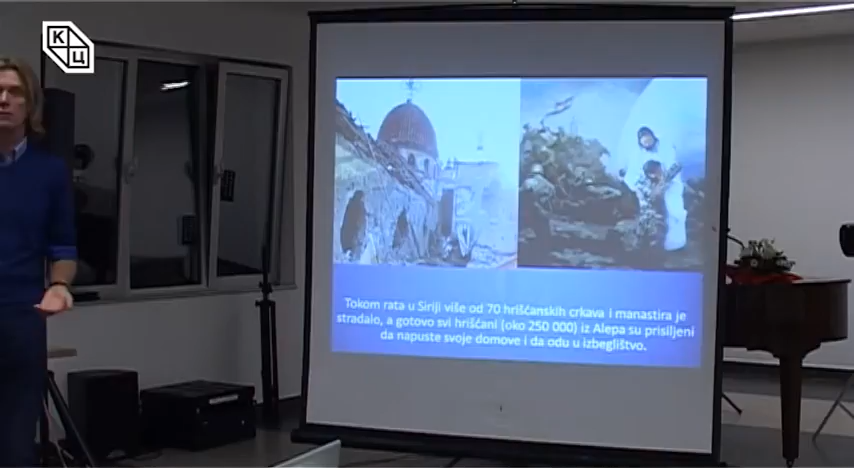 К
Ц
Tokom rata u Siriji više od 70 hrišćanskih crkava i manastira je
stradalo, a gotovo svi hrišćani (oko 250 000) iz Alepa su prisiljeni
da napuste svoje domove i da odu u izbeglištvo.